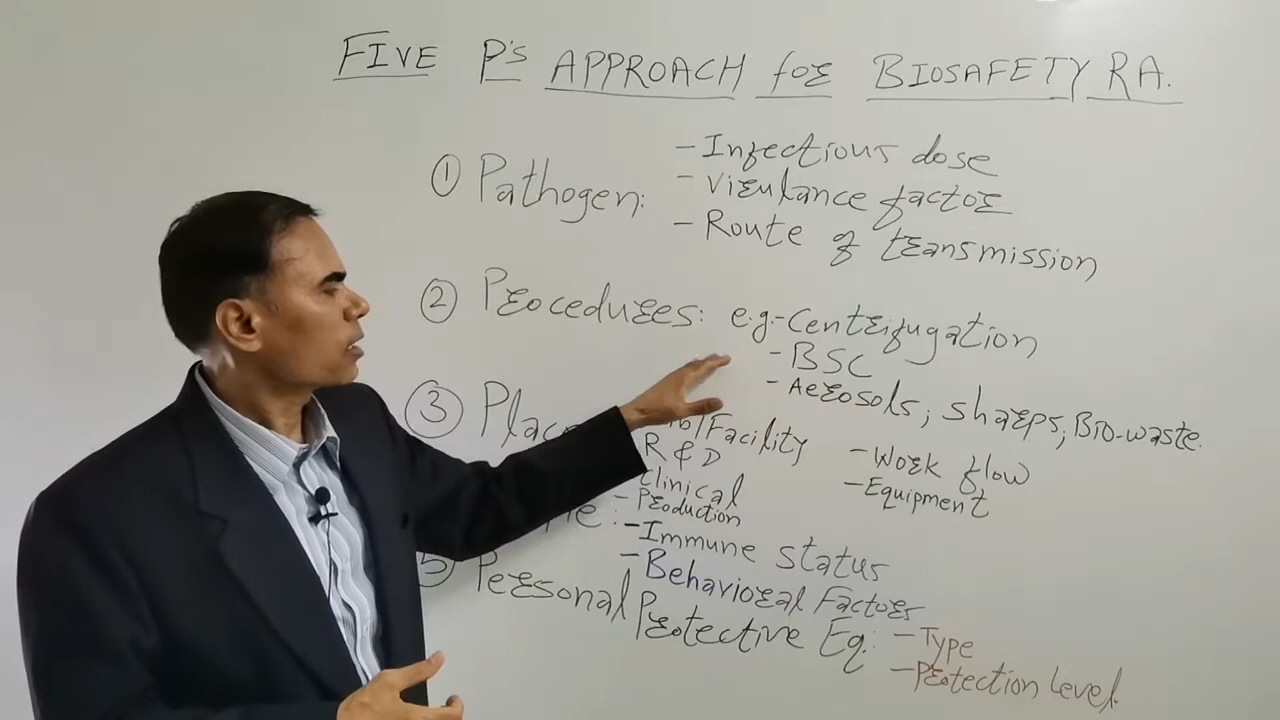 FIVE P's APPROACH for BIOSAFETY RA.
① Pathogen:
- Infectious dose
- Virulance factor
- Route of transmission
② Procedures: e.g.- Centrifugation
- BSC
- Aerosols, sharps, Bio-waste.
③
Facility
R & D
Clinical
- Production
- Work flow
- Equipment
- Immune status
- Behavioral Factors
5 Personal Protective Eq: - Type
- Protection Level.